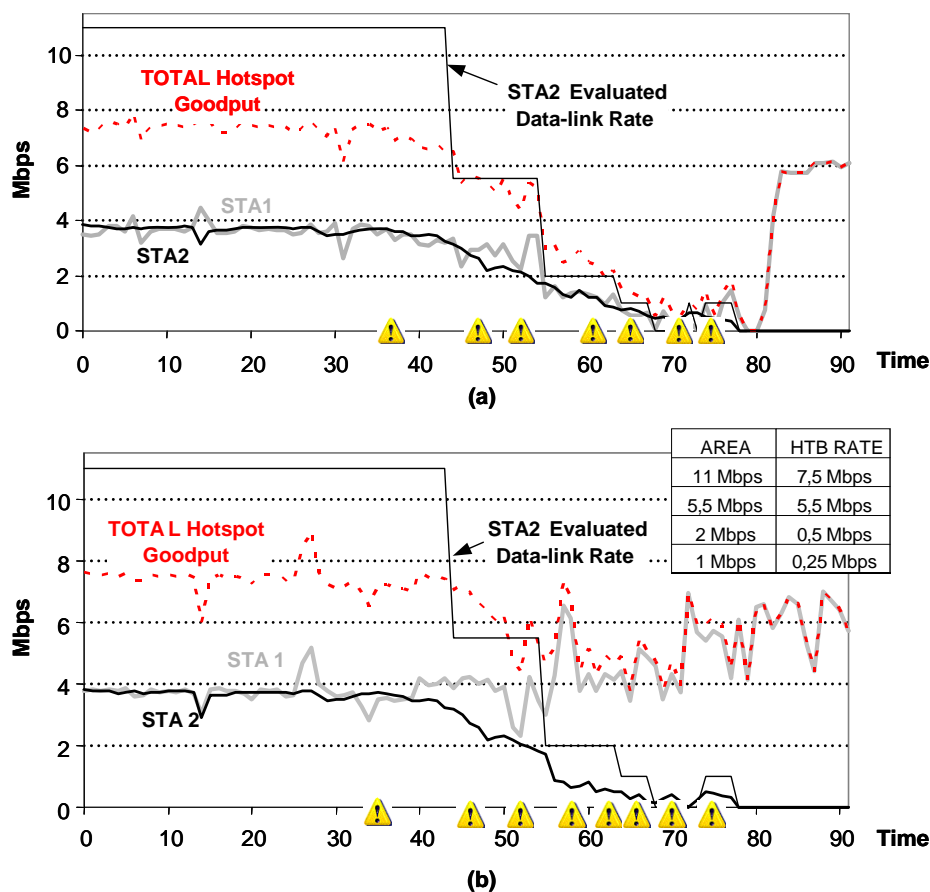 10
8
6
4
2
0
Mbps
TOTAL Hotspot
Goodput
STA2 Evaluated
Data-link Rate
STA1
STA2
0 10 20 30 40 50 60 70 80 90 Time
(a)
10
8
6
4
2
0
Mbps
AREA HTB RATE
11 Mbps 7,5 Mbps
5,5 Mbps 5,5 Mbps
2 Mbps 0,5 Mbps
1 Mbps 0,25 Mbps
TOTAL Hotspot
Goodput
STA2 Evaluated
Data-link Rate
STA 1
STA 2
0 10 20 30 40 50 60 70 80 90 Time
(b)